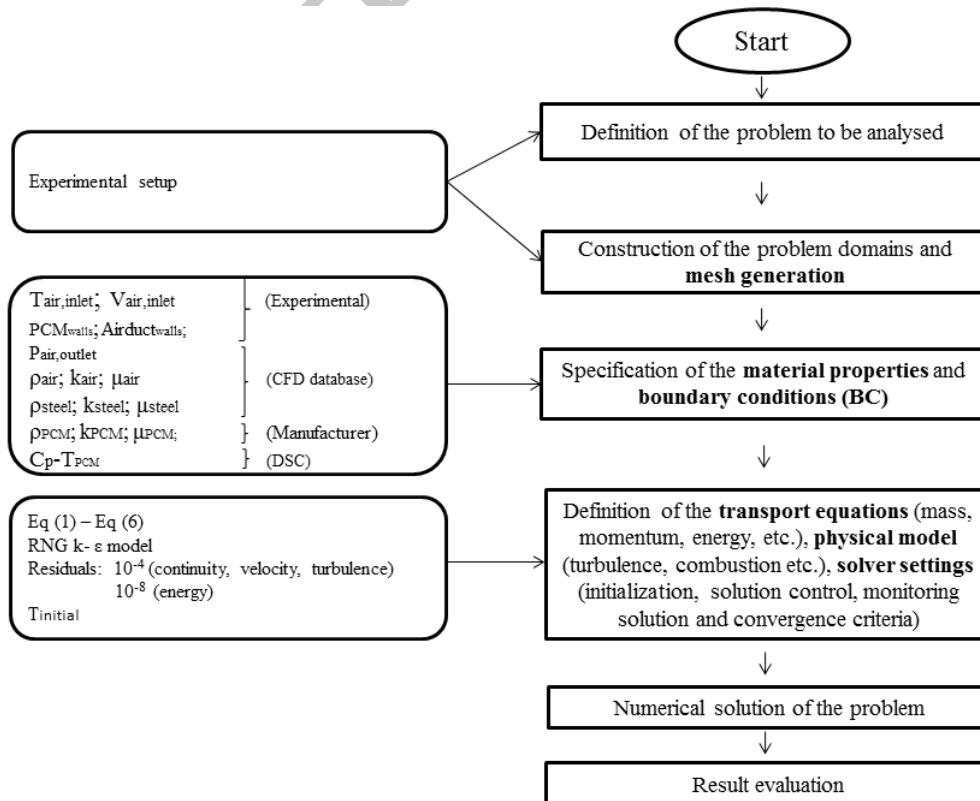 Start
Definition of the problem to be analysed
Experimental setup
Construction of the problem domains and
mesh generation
Tair,inlet; Vair,inlet } (Experimental)
PCMwalls; Airductwalls;
Pair,outlet
ρair; kair; μair } (CFD database)
ρsteel; ksteel; μsteel
ρPCM; kPCM; μPCM; } (Manufacturer)
Cp-TPCM } (DSC)
Specification of the material properties and
boundary conditions (BC)
Eq (1) – Eq (6)
RNG k- ε model
Residuals: 10-4 (continuity, velocity, turbulence)
10-8 (energy)
Tinitial
Definition of the transport equations (mass,
momentum, energy, etc.), physical model
(turbulence, combustion etc.), solver settings
(initialization, solution control, monitoring
solution and convergence criteria)
Numerical solution of the problem
Result evaluation